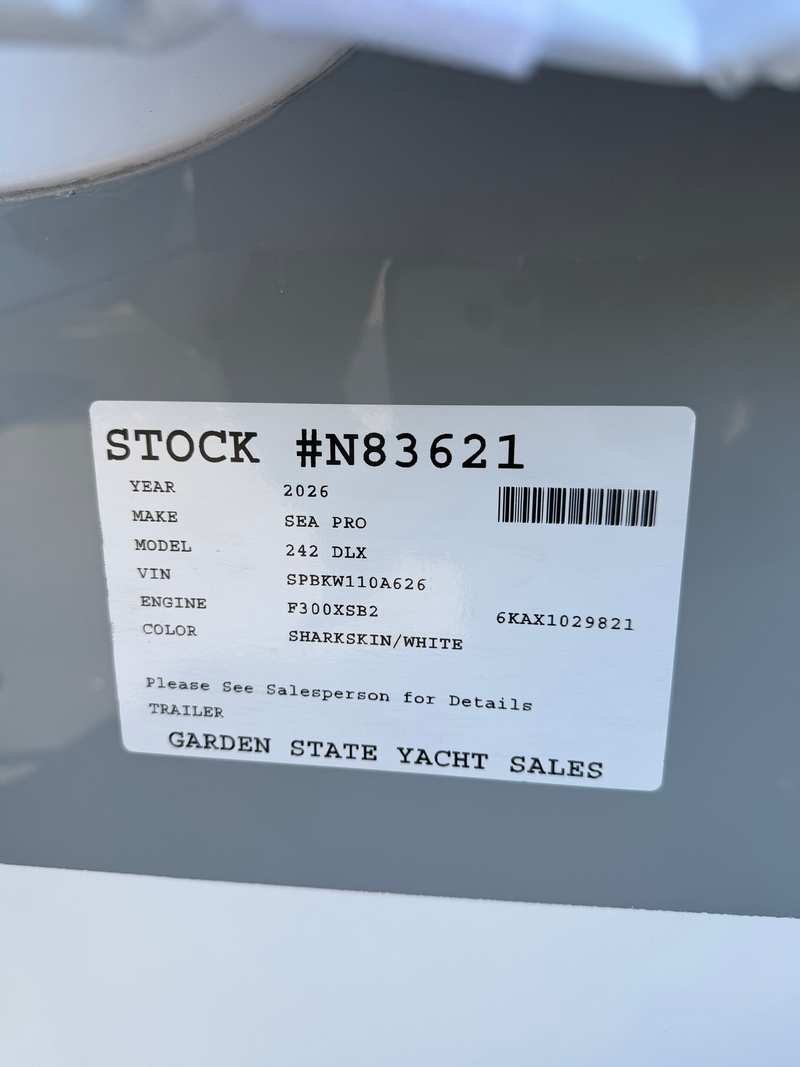 STOCK #N83621
YEAR 2026
MAKE SEA PRO
MODEL 242 DLX
VIN SPBKW110A626
ENGINE F300XSB2 6KAX1029821
COLOR SHARKSKIN/WHITE
Please See Salesperson for Details
TRAILER
GARDEN STATE YACHT SALES